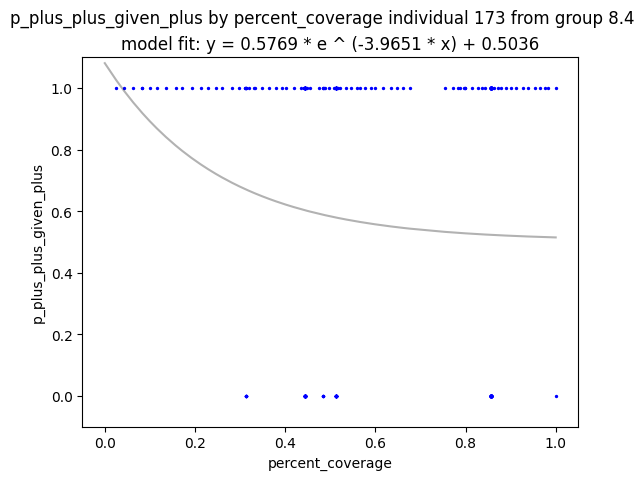 p_plus_plus_given_plus by percent_coverage individual 173 from group 8.4
model fit: y = 0.5769 * e ^ (-3.9651 * x) + 0.5036
p_plus_plus_given_plus
1.0
0.8
0.6
0.4
0.2
0.0
0.0 0.2 0.4 0.6 0.8 1.0
percent_coverage